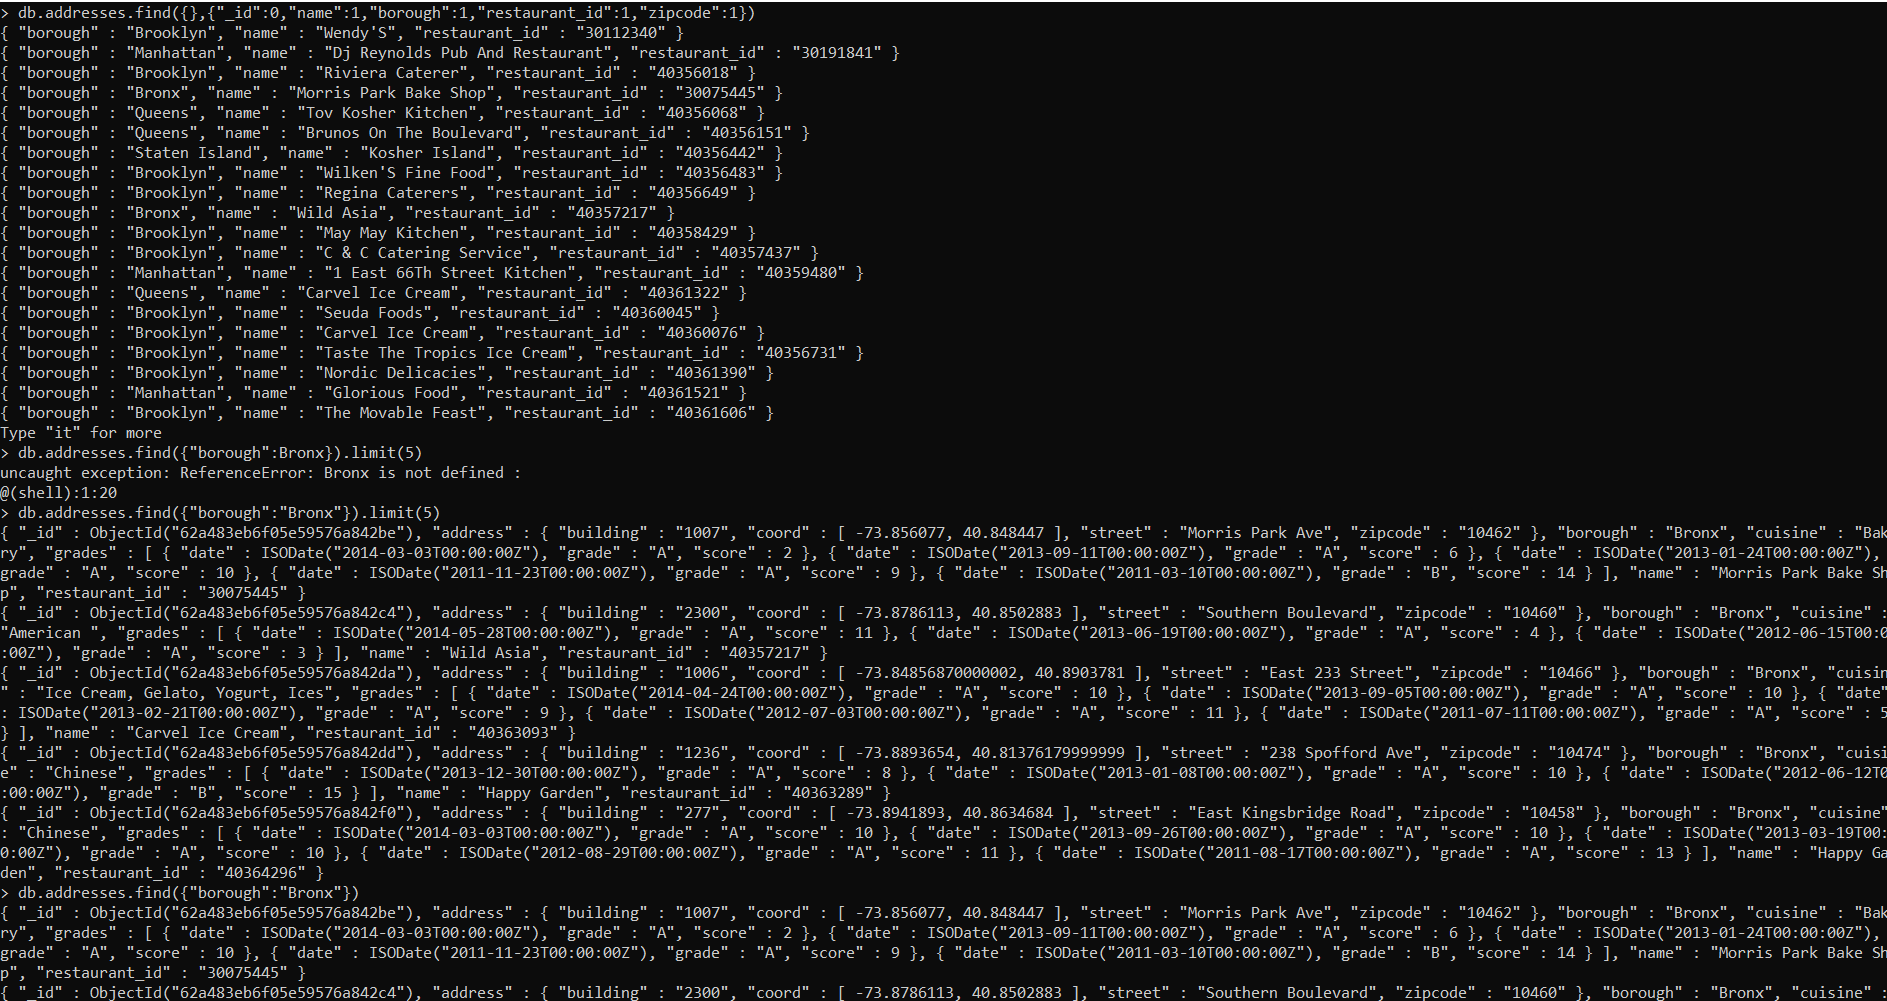 > db.addresses.find({},{"_id":0,"name":1,"borough":1,"restaurant_id":1,"zipcode":1})
{ "borough" : "Brooklyn", "name" : "Wendy'S", "restaurant_id" : "30112340" }
{ "borough" : "Manhattan", "name" : "Dj Reynolds Pub And Restaurant", "restaurant_id" : "30191841" }
{ "borough" : "Brooklyn", "name" : "Riviera Caterer", "restaurant_id" : "40356018" }
{ "borough" : "Bronx", "name" : "Morris Park Bake Shop", "restaurant_id" : "30075445" }
{ "borough" : "Queens", "name" : "Tov Kosher Kitchen", "restaurant_id" : "40356068" }
{ "borough" : "Queens", "name" : "Brunos On The Boulevard", "restaurant_id" : "40356151" }
{ "borough" : "Staten Island", "name" : "Kosher Island", "restaurant_id" : "40356442" }
{ "borough" : "Brooklyn", "name" : "Wilken'S Fine Food", "restaurant_id" : "40356483" }
{ "borough" : "Brooklyn", "name" : "Regina Caterers", "restaurant_id" : "40356649" }
{ "borough" : "Bronx", "name" : "Wild Asia", "restaurant_id" : "40357217" }
{ "borough" : "Brooklyn", "name" : "May May Kitchen", "restaurant_id" : "40358429" }
{ "borough" : "Brooklyn", "name" : "C & C Catering Service", "restaurant_id" : "40357437" }
{ "borough" : "Manhattan", "name" : "1 East 66Th Street Kitchen", "restaurant_id" : "40359480" }
{ "borough" : "Queens", "name" : "Carvel Ice Cream", "restaurant_id" : "40361322" }
{ "borough" : "Brooklyn", "name" : "Seuda Foods", "restaurant_id" : "40360045" }
{ "borough" : "Brooklyn", "name" : "Carvel Ice Cream", "restaurant_id" : "40360076" }
{ "borough" : "Brooklyn", "name" : "Taste The Tropics Ice Cream", "restaurant_id" : "40356731" }
{ "borough" : "Brooklyn", "name" : "Nordic Delicacies", "restaurant_id" : "40361390" }
{ "borough" : "Manhattan", "name" : "Glorious Food", "restaurant_id" : "40361521" }
{ "borough" : "Brooklyn", "name" : "The Movable Feast", "restaurant_id" : "40361606" }
Type "it" for more
> db.addresses.find({"borough":Bronx}).limit(5)
uncaught exception: ReferenceError: Bronx is not defined :
@(shell):1:20
> db.addresses.find({"borough":"Bronx"}).limit(5)
{ "_id" : ObjectId("62a483eb6f05e59576a842be"), "address" : { "building" : "1007", "coord" : [ -73.856077, 40.848447 ], "street" : "Morris Park Ave", "zipcode" : "10462" }, "borough" : "Bronx", "cuisine" : "Bak
ry", "grades" : [ { "date" : ISODate("2014-03-03T00:00:00Z"), "grade" : "A", "score" : 2 }, { "date" : ISODate("2013-09-11T00:00:00Z"), "grade" : "A", "score" : 6 }, { "date" : ISODate("2013-01-24T00:00:00Z"),
grade" : "A", "score" : 10 }, { "date" : ISODate("2011-11-23T00:00:00Z"), "grade" : "A", "score" : 9 }, { "date" : ISODate("2011-03-10T00:00:00Z"), "grade" : "B", "score" : 14 } ], "name" : "Morris Park Bake Sh
p", "restaurant_id" : "30075445" }
{ "_id" : ObjectId("62a483eb6f05e59576a842c4"), "address" : { "building" : "2300", "coord" : [ -73.8786113, 40.8502883 ], "street" : "Southern Boulevard", "zipcode" : "10460" }, "borough" : "Bronx", "cuisine" :
"American ", "grades" : [ { "date" : ISODate("2014-05-28T00:00:00Z"), "grade" : "A", "score" : 11 }, { "date" : ISODate("2013-06-19T00:00:00Z"), "grade" : "A", "score" : 4 }, { "date" : ISODate("2012-06-15T00:0
:00Z"), "grade" : "A", "score" : 3 } ], "name" : "Wild Asia", "restaurant_id" : "40357217" }
{ "_id" : ObjectId("62a483eb6f05e59576a842da"), "address" : { "building" : "1006", "coord" : [ -73.84856870000002, 40.8903781 ], "street" : "East 233 Street", "zipcode" : "10466" }, "borough" : "Bronx", "cuisin
" : "Ice Cream, Gelato, Yogurt, Ices", "grades" : [ { "date" : ISODate("2014-04-24T00:00:00Z"), "grade" : "A", "score" : 10 }, { "date" : ISODate("2013-09-05T00:00:00Z"), "grade" : "A", "score" : 10 }, { "date"
: ISODate("2013-02-21T00:00:00Z"), "grade" : "A", "score" : 9 }, { "date" : ISODate("2012-07-03T00:00:00Z"), "grade" : "A", "score" : 11 }, { "date" : ISODate("2011-07-11T00:00:00Z"), "grade" : "A", "score" : 5
} ], "name" : "Carvel Ice Cream", "restaurant_id" : "40363093" }
{ "_id" : ObjectId("62a483eb6f05e59576a842dd"), "address" : { "building" : "1236", "coord" : [ -73.8893654, 40.81376179999999 ], "street" : "238 Spofford Ave", "zipcode" : "10474" }, "borough" : "Bronx", "cuisi
e" : "Chinese", "grades" : [ { "date" : ISODate("2013-12-30T00:00:00Z"), "grade" : "A", "score" : 8 }, { "date" : ISODate("2013-01-08T00:00:00Z"), "grade" : "A", "score" : 10 }, { "date" : ISODate("2012-06-12T0
:00:00Z"), "grade" : "B", "score" : 15 } ], "name" : "Happy Garden", "restaurant_id" : "40363289" }
{ "_id" : ObjectId("62a483eb6f05e59576a842f0"), "address" : { "building" : "277", "coord" : [ -73.8941893, 40.8634684 ], "street" : "East Kingsbridge Road", "zipcode" : "10458" }, "borough" : "Bronx", "cuisine"
: "Chinese", "grades" : [ { "date" : ISODate("2014-03-03T00:00:00Z"), "grade" : "A", "score" : 10 }, { "date" : ISODate("2013-09-26T00:00:00Z"), "grade" : "A", "score" : 10 }, { "date" : ISODate("2013-03-19T00:
0:00Z"), "grade" : "A", "score" : 10 }, { "date" : ISODate("2012-08-29T00:00:00Z"), "grade" : "A", "score" : 11 }, { "date" : ISODate("2011-08-17T00:00:00Z"), "grade" : "A", "score" : 13 } ], "name" : "Happy Ga
den", "restaurant_id" : "40364296" }
> db.addresses.find({"borough":"Bronx"})
{ "_id" : ObjectId("62a483eb6f05e59576a842be"), "address" : { "building" : "1007", "coord" : [ -73.856077, 40.848447 ], "street" : "Morris Park Ave", "zipcode" : "10462" }, "borough" : "Bronx", "cuisine" : "Bak
ry", "grades" : [ { "date" : ISODate("2014-03-03T00:00:00Z"), "grade" : "A", "score" : 2 }, { "date" : ISODate("2013-09-11T00:00:00Z"), "grade" : "A", "score" : 6 }, { "date" : ISODate("2013-01-24T00:00:00Z"),
grade" : "A", "score" : 10 }, { "date" : ISODate("2011-11-23T00:00:00Z"), "grade" : "A", "score" : 9 }, { "date" : ISODate("2011-03-10T00:00:00Z"), "grade" : "B", "score" : 14 } ], "name" : "Morris Park Bake Sh
p", "restaurant_id" : "30075445" }
{ "_id" : ObjectId("62a483eb6f05e59576a842c4"), "address" : { "building" : "2300", "coord" : [ -73.8786113, 40.8502883 ], "street" : "Southern Boulevard", "zipcode" : "10460" }, "borough" : "Bronx", "cuisine" :